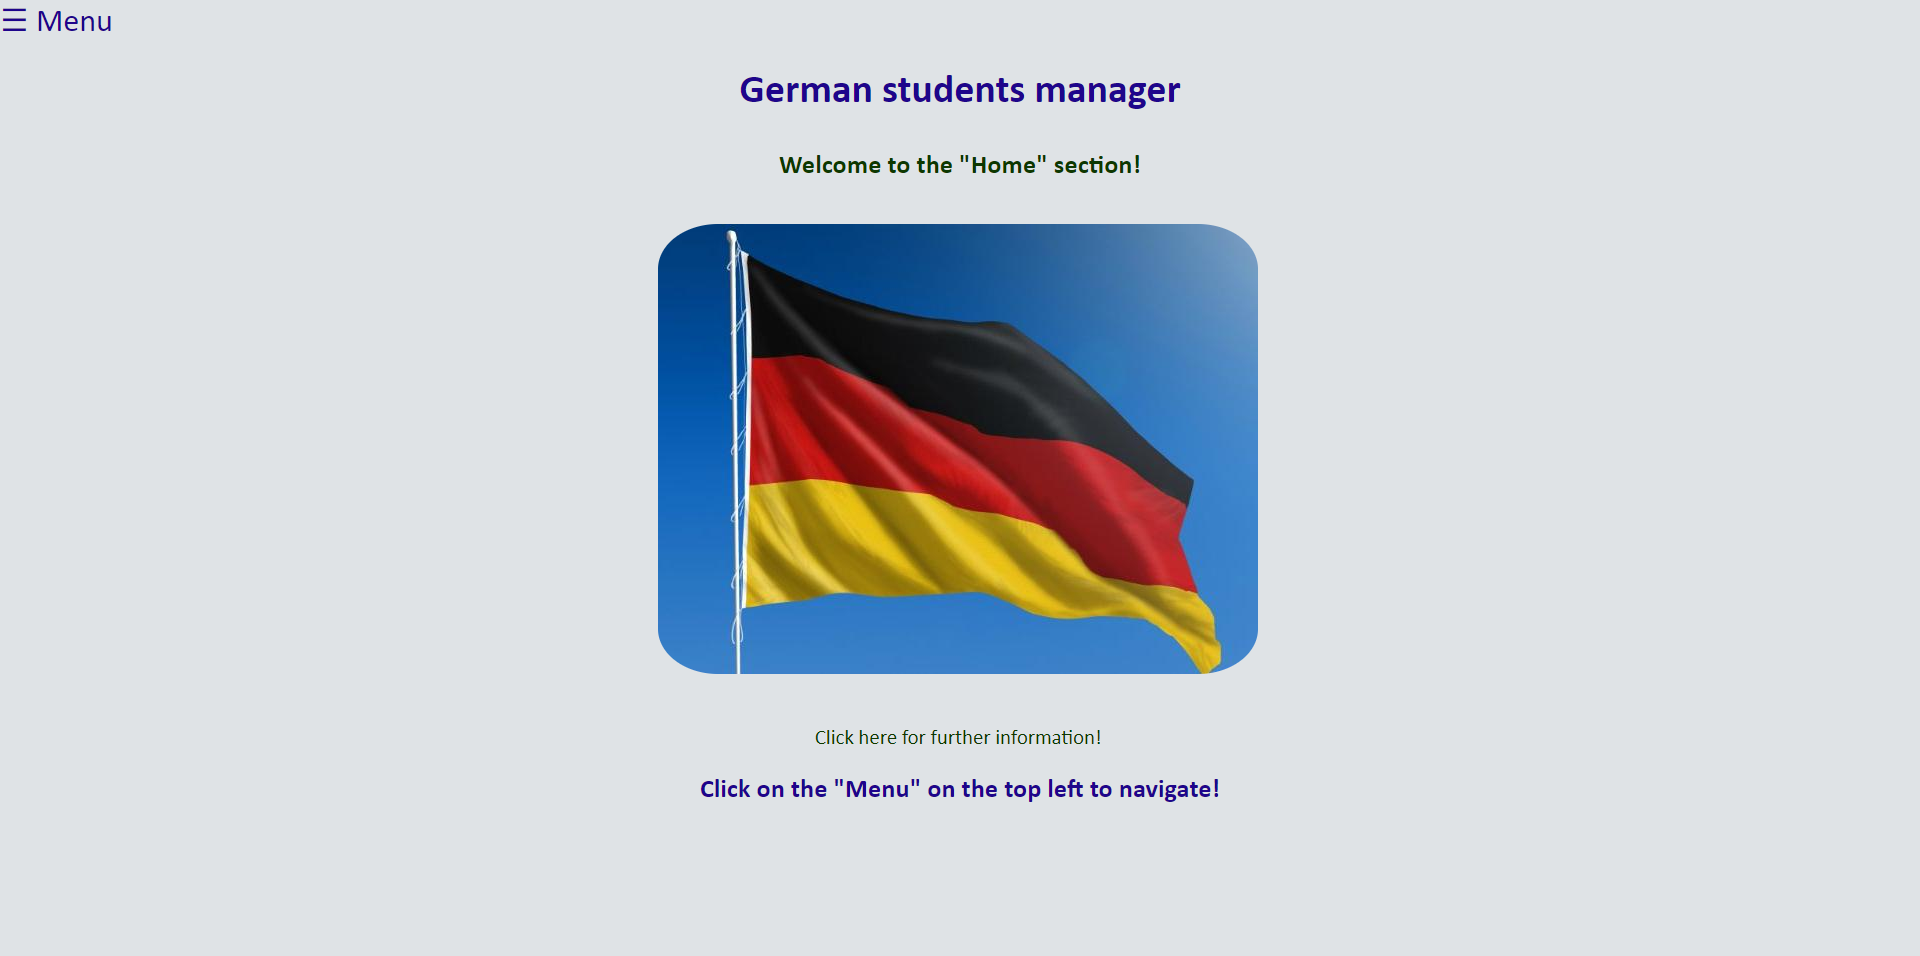 ☰ Menu
German students manager
Welcome to the "Home" section!
Click here for further information!
Click on the "Menu" on the top left to navigate!